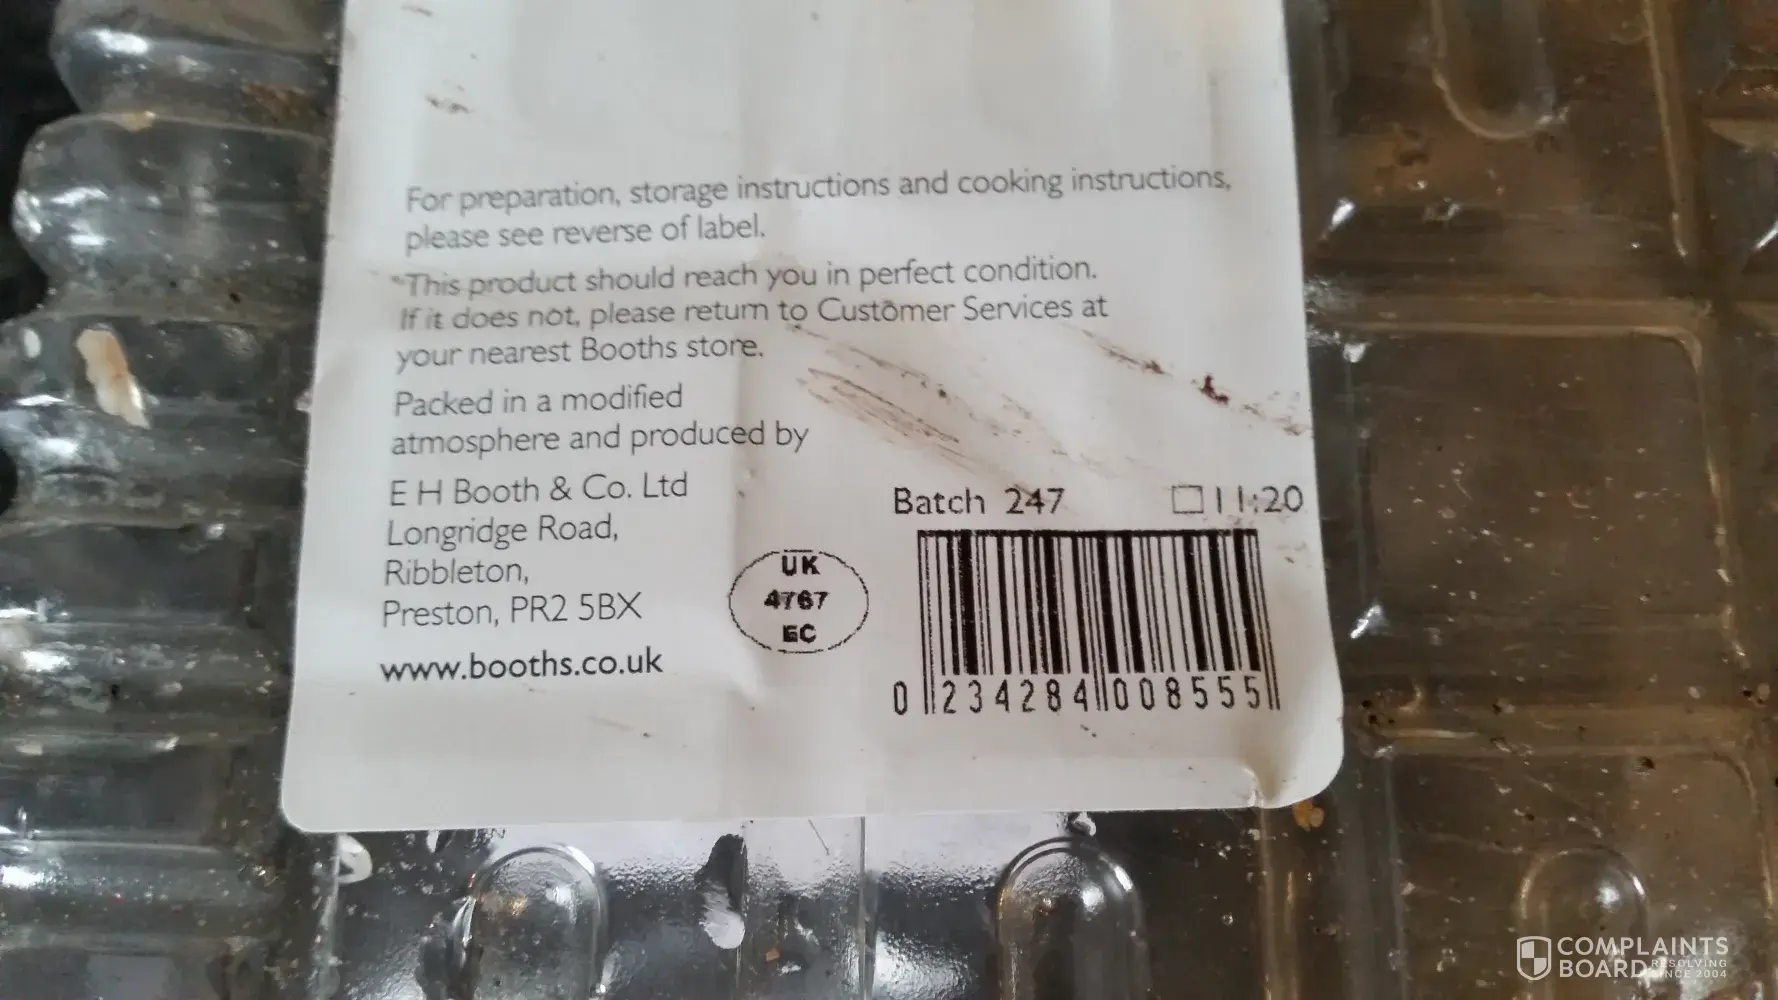 For preparation, storage instructions and cooking instructions,
please see reverse of label.
*This product should reach you in perfect condition.
If it does not, please return to Customer Services at
your nearest Booths store.
Packed in a modified
atmosphere and produced by
E H Booth & Co. Ltd
Longridge Road,
Ribbleton,
Preston, PR2 5BX
www.booths.co.uk
UK
4767
EC
Batch 247 □11:20
0 234284 008555
COMPLAINTS
BOARD RESOLVING
SINCE 2004